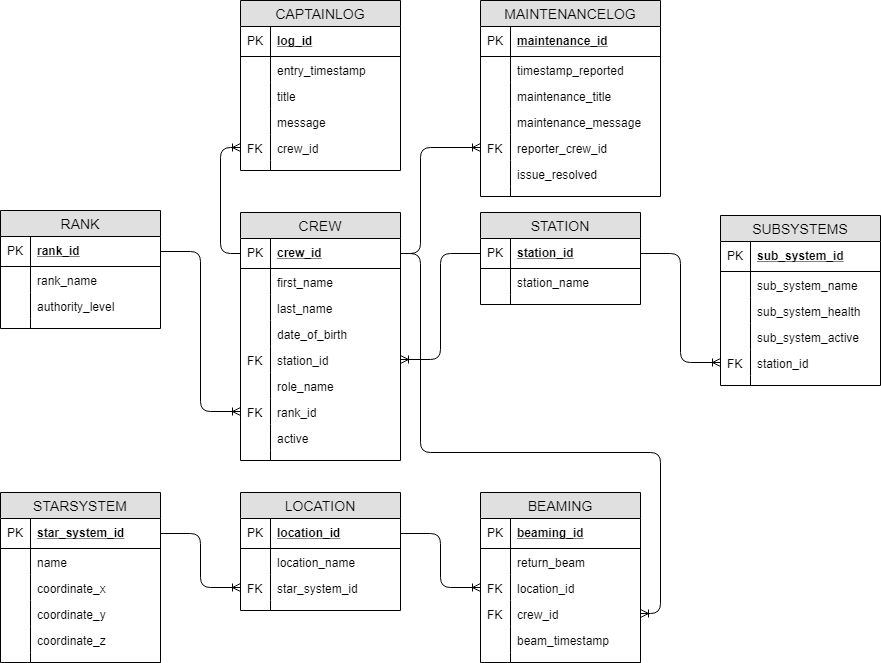 CAPTAINLOG
PK log_id
entry_timestamp
title
message
FK crew_id
MAINTENANCELOG
PK maintenance_id
timestamp_reported
maintenance_title
maintenance_message
FK reporter_crew_id
issue_resolved
RANK
PK rank_id
rank_name
authority_level
CREW
PK crew_id
first_name
last_name
date_of_birth
FK station_id
role_name
FK rank_id
active
STATION
PK station_id
station_name
SUBSYSTEMS
PK sub_system_id
sub_system_name
sub_system_health
sub_system_active
FK station_id
STARSYSTEM
PK star_system_id
name
coordinate_x
coordinate_y
coordinate_z
LOCATION
PK location_id
location_name
FK star_system_id
BEAMING
PK beaming_id
return_beam
FK location_id
FK crew_id
beam_timestamp